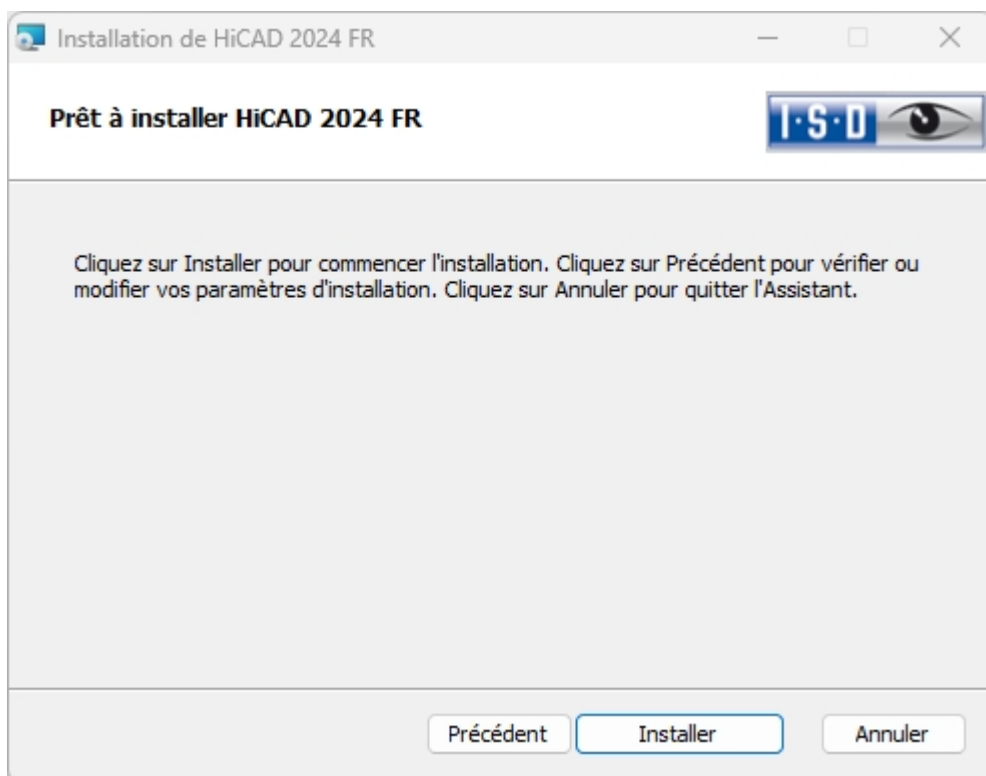 Installation de HiCAD 2024 FR
Prêt à installer HiCAD 2024 FR
I·S·D
Cliquez sur Installer pour commencer l'installation. Cliquez sur Précédent pour vérifier ou
modifier vos paramètres d'installation. Cliquez sur Annuler pour quitter l'Assistant.
Précédent
Installer
Annuler